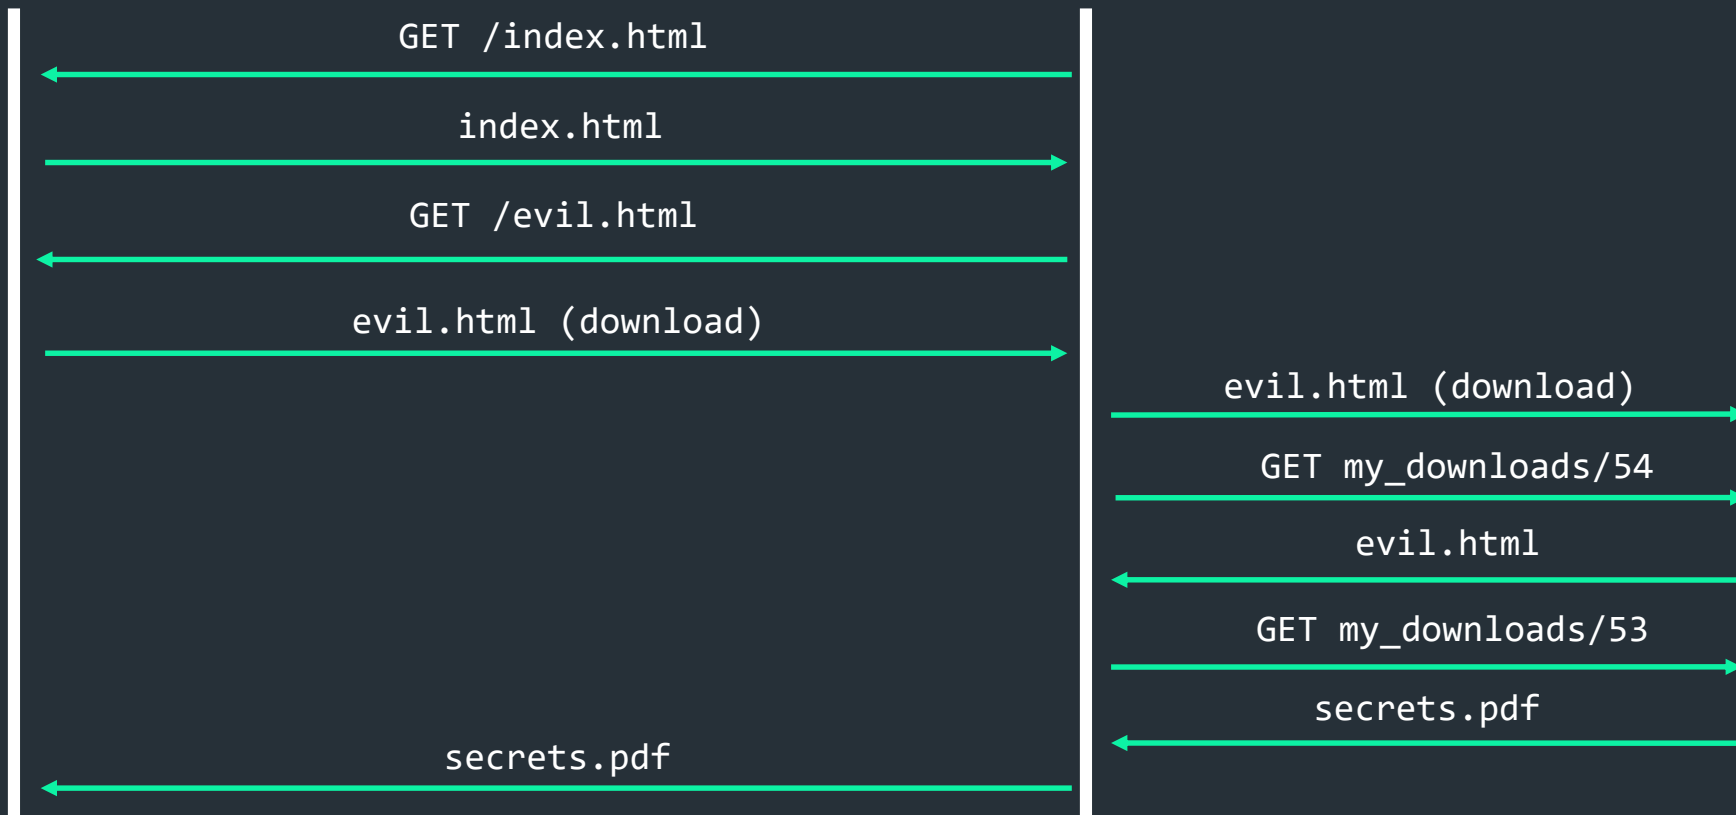 GET /index.html
index.html
GET /evil.html
evil.html (download)
evil.html (download)
GET my_downloads/54
evil.html
GET my_downloads/53
secrets.pdf
secrets.pdf